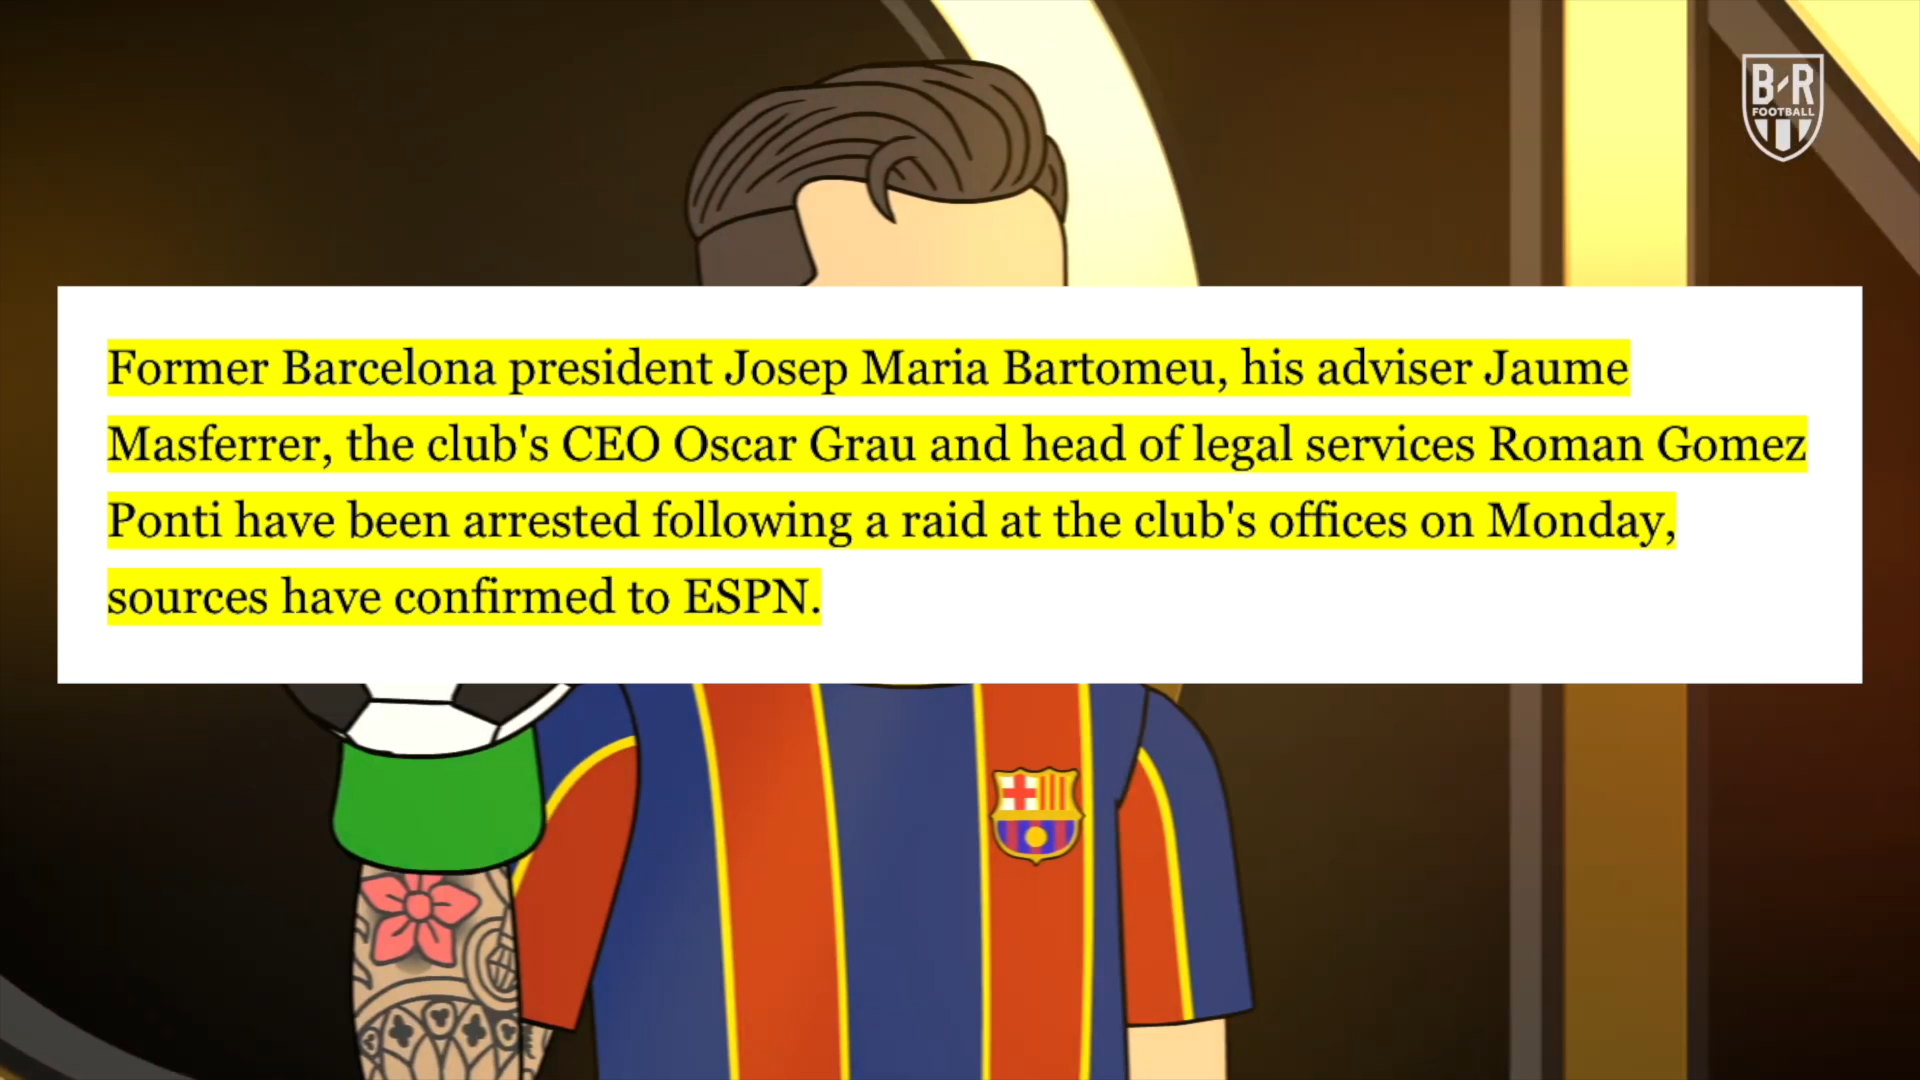 B/R
FOOTBALL
Former Barcelona president Josep Maria Bartomeu, his adviser Jaume
Masferrer, the club's CEO Oscar Grau and head of legal services Roman Gomez
Ponti have been arrested following a raid at the club's offices on Monday,
sources have confirmed to ESPN.